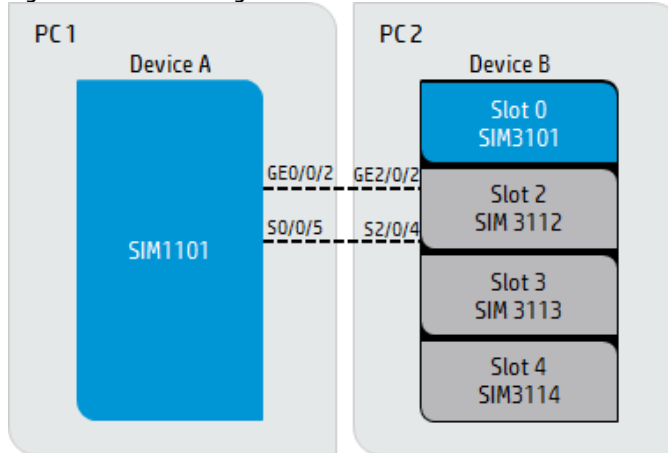 PC 1
Device A
SIM1101
GE0/0/2
S0/0/5
PC 2
Device B
GE2/0/2
S2/0/4
Slot 0
SIM3101
Slot 2
SIM 3112
Slot 3
SIM 3113
Slot 4
SIM3114